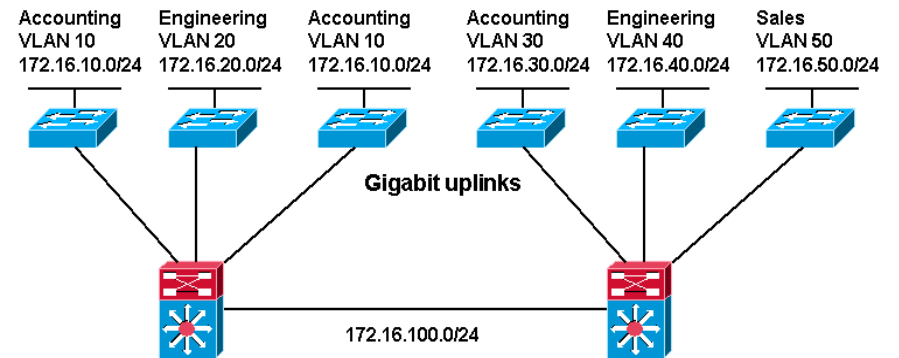 Accounting
VLAN 10
172.16.10.0/24
Engineering
VLAN 20
172.16.20.0/24
Accounting
VLAN 10
172.16.10.0/24
Accounting
VLAN 30
172.16.30.0/24
Engineering
VLAN 40
172.16.40.0/24
Sales
VLAN 50
172.16.50.0/24
Gigabit uplinks
172.16.100.0/24